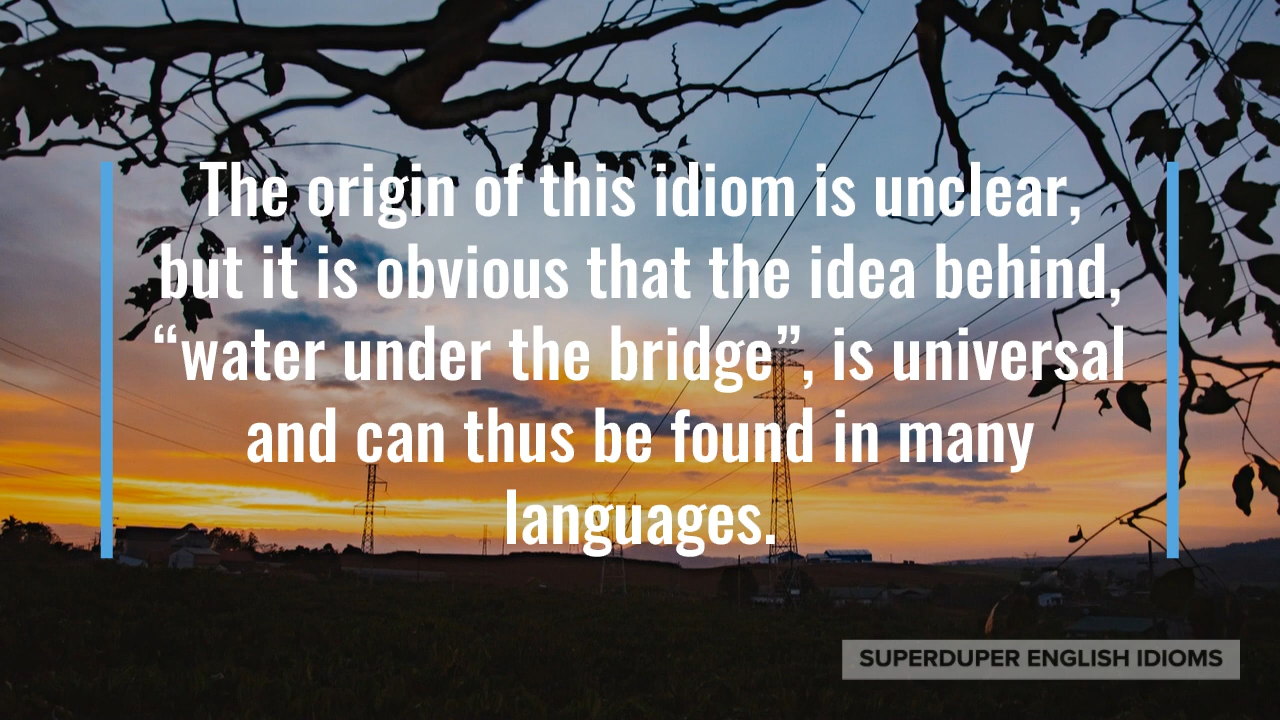 The origin of this idiom is unclear,
but it is obvious that the idea behind,
“water under the bridge”, is universal
and can thus be found in many
languages.
SUPERDUPER ENGLISH IDIOMS